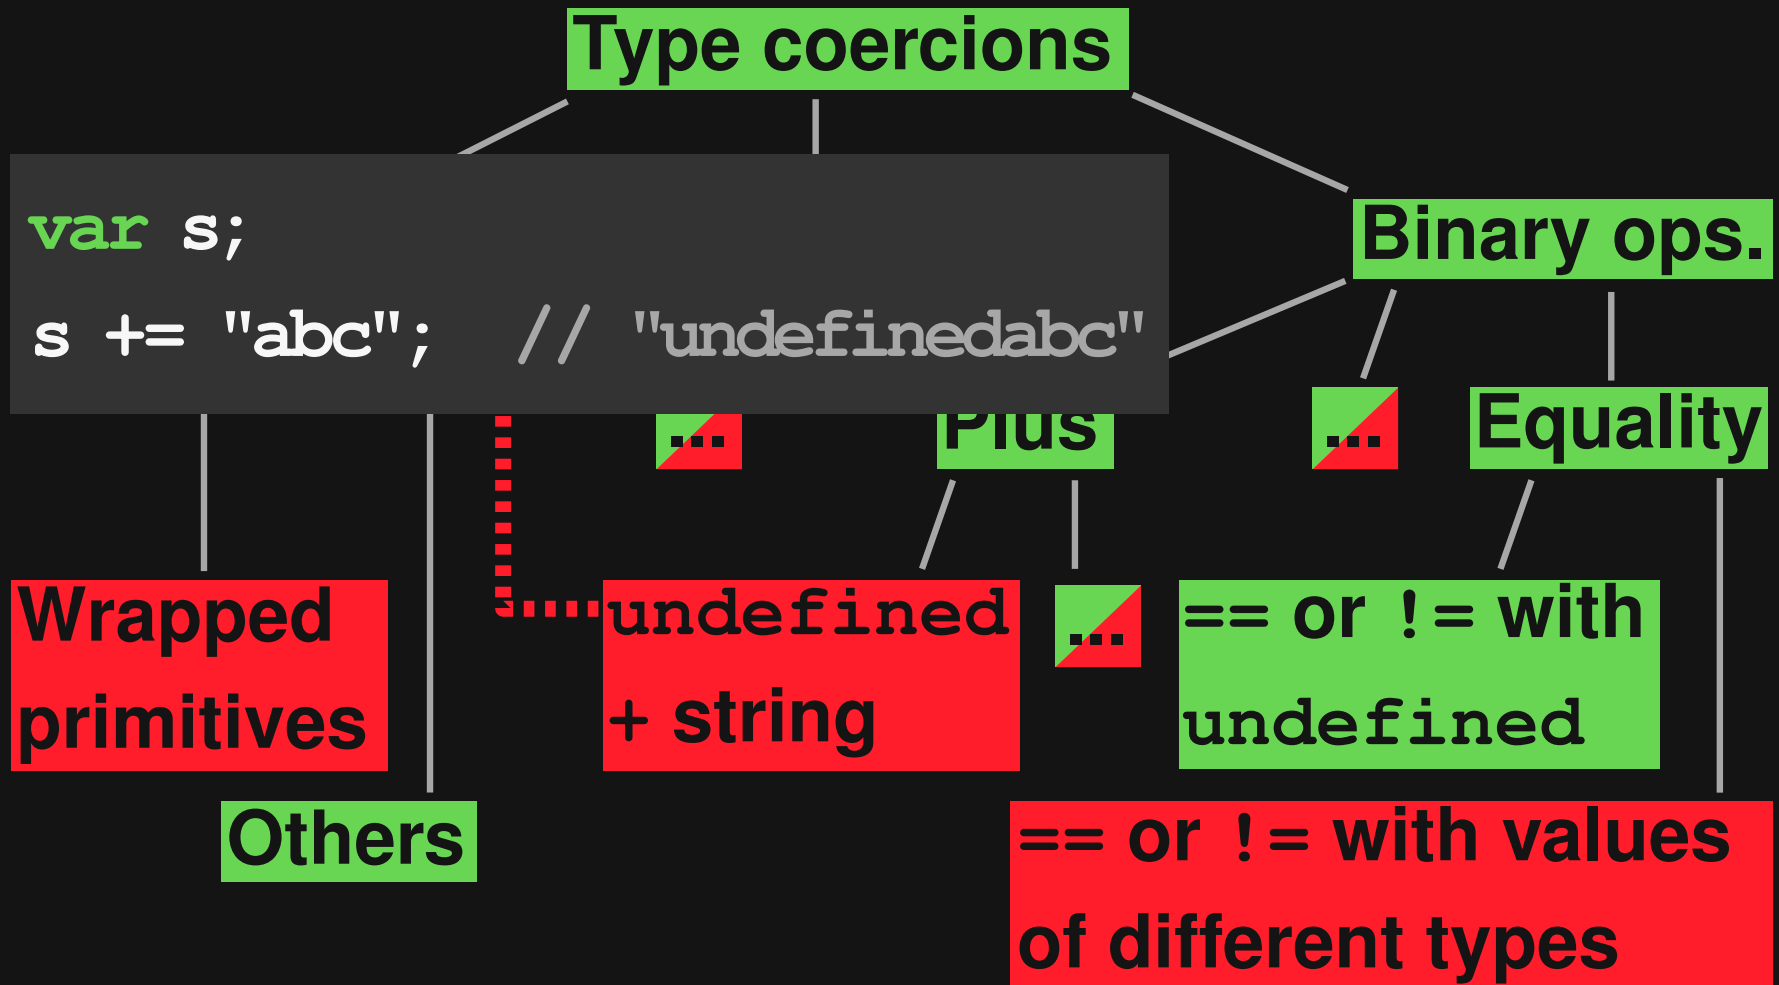 Type coercions
var s;
s += "abc";  // "undefinedabc"
Binary ops.
...
Plus
...
Equality
Wrapped
primitives
undefined
+ string
...
== or != with
undefined
Others
== or != with values
of different types